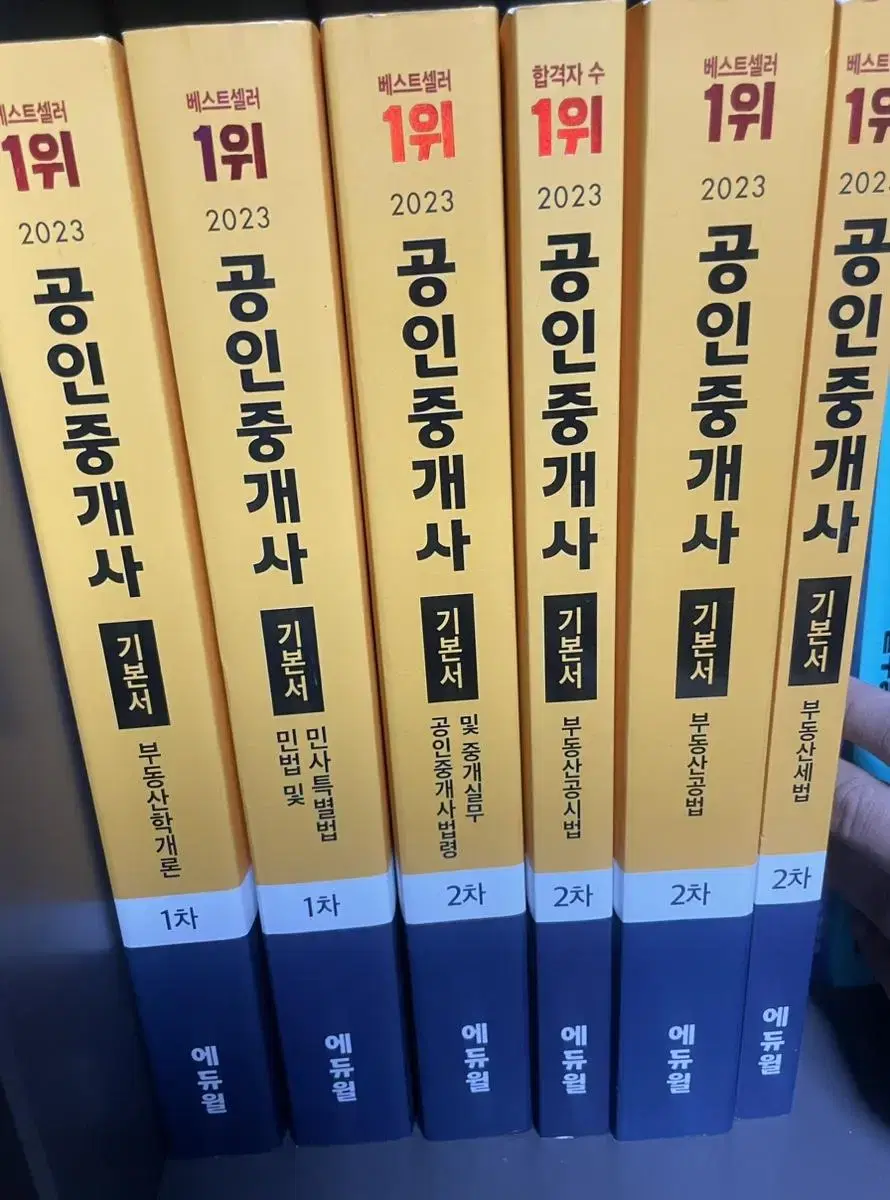 베스트셀러
1위
2023
공인중개사
기본서
부동산학개론
1차
에듀윌
베스트셀러
1위
2023
공인중개사
기본서
민법 및
민사특별법
1차
에듀윌
베스트셀러
1위
2023
공인중개사
기본서
공인중개사법령
및 중개실무
2차
에듀윌
합격자 수
1위
2023
공인중개사
기본서
부동산공시법
2차
에듀윌
베스트셀러
1위
2023
공인중개사
기본서
부동산공법
2차
에듀윌
베스트
1위
202
공인중개사
기본서
부동산세법
2차
에듀윌